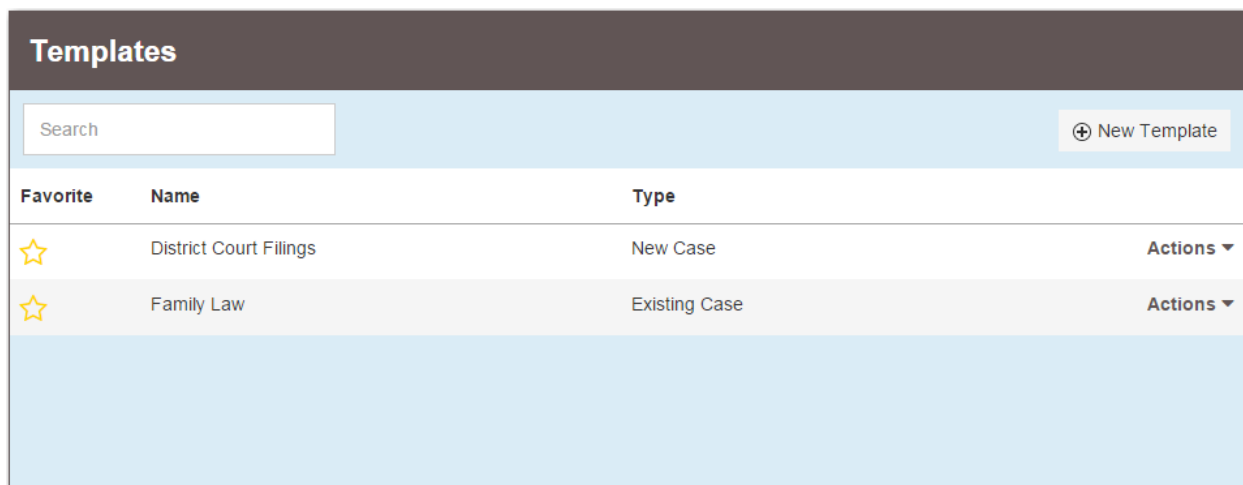 Templates
Search
New Template
Favorite Name Type
District Court Filings New Case Actions
Family Law Existing Case Actions